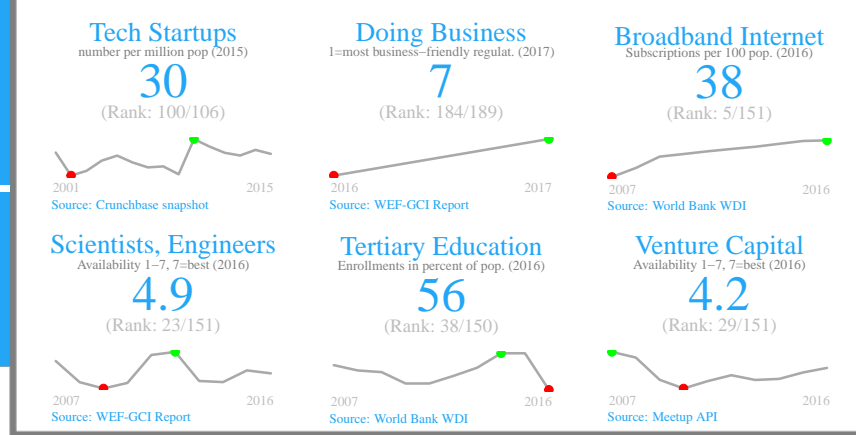 Tech Startups
number per million pop (2015)
30
(Rank: 100/106)
2001 2015
Source: Crunchbase snapshot
Doing Business
1=most business−friendly regulat. (2017)
7
(Rank: 184/189)
2016 2017
Source: WEF-GCI Report
Broadband Internet
Subscriptions per 100 pop. (2016)
38
(Rank: 5/151)
2007 2016
Source: World Bank WDI
Scientists, Engineers
Availability 1−7, 7=best (2016)
4.9
(Rank: 23/151)
2007 2016
Source: WEF-GCI Report
Tertiary Education
Enrollments in percent of pop. (2016)
56
(Rank: 38/150)
2007 2016
Source: World Bank WDI
Venture Capital
Availability 1−7, 7=best (2016)
4.2
(Rank: 29/151)
2007 2016
Source: Meetup API